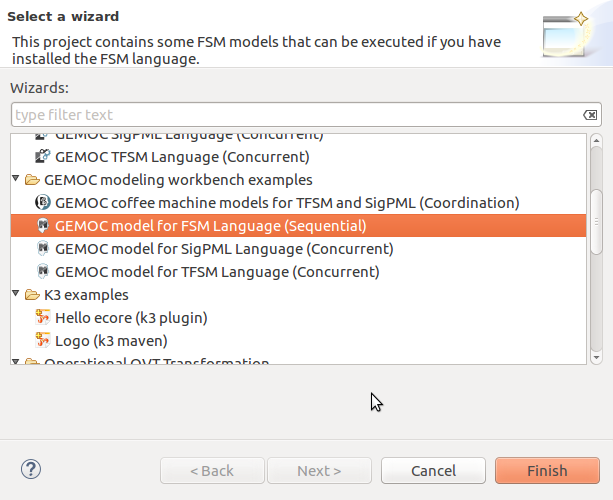 Select a wizard
This project contains some FSM models that can be executed if you have
installed the FSM language.
Wizards:
type filter text
GEMOC SigPML Language (Concurrent)
GEMOC TFSM Language (Concurrent)
GEMOC modeling workbench examples
GEMOC coffee machine models for TFSM and SigPML (Coordination)
GEMOC model for FSM Language (Sequential)
GEMOC model for SigPML Language (Concurrent)
GEMOC model for TFSM Language (Concurrent)
K3 examples
Hello ecore (k3 plugin)
Logo (k3 maven)
Operational QVT Transformation
?
< Back
Next >
Cancel
Finish